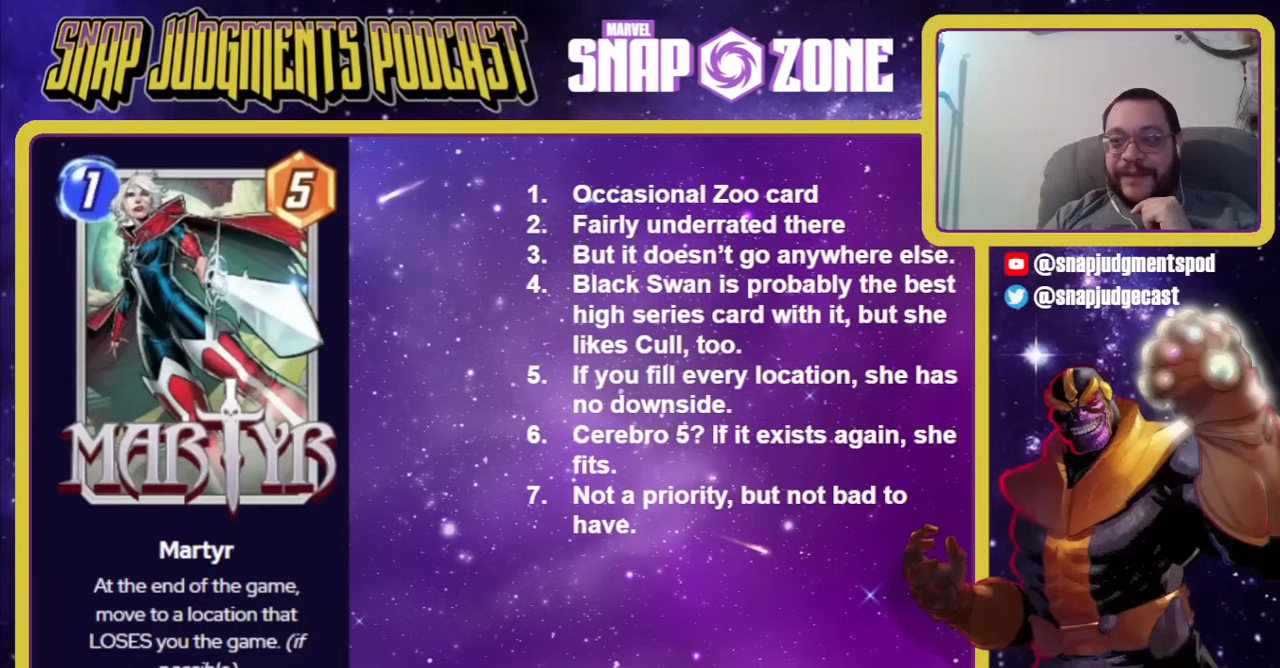 SNAP JUDGMENTS PODCAST
MARVEL
SNAP ZONE
1
5
MARTYR
Martyr
At the end of the game,
move to a location that
LOSES you the game. (if
possible)
1. Occasional Zoo card
2. Fairly underrated there
3. But it doesn't go anywhere else.
4. Black Swan is probably the best
high series card with it, but she
likes Cull, too.
5. If you fill every location, she has
no downside.
6. Cerebro 5? If it exists again, she
fits.
7. Not a priority, but not bad to
have.
@snapjudgmentspod
@snapjudgecast